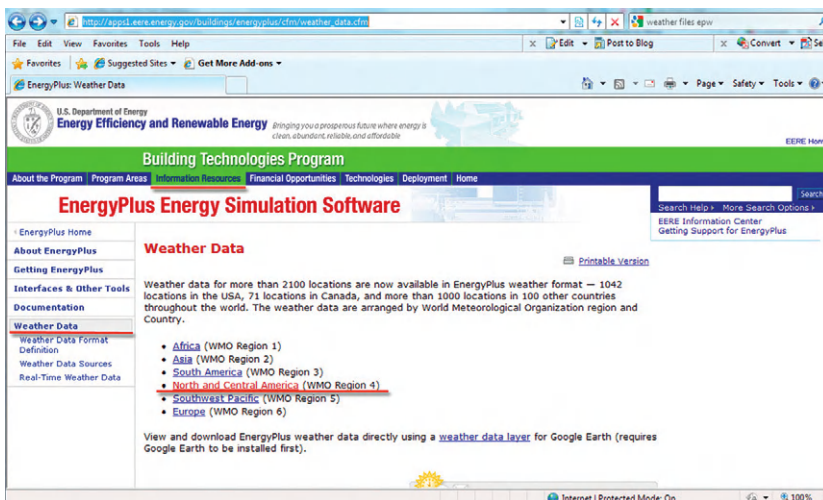 http://apps1.eere.energy.gov/buildings/energyplus/cfm/weather_data.cfm
weather files epw
File Edit View Favorites Tools Help
x Edit Post to Blog
x Convert
Favorites Suggested Sites Get More Add-ons
EnergyPlus: Weather Data
Page Safety Tools
U.S. Department of Energy
Energy Efficiency and Renewable Energy
Bringing you a prosperous future where energy is
clean, abundant, reliable, and affordable
EERE Hom
Building Technologies Program
About the Program Program Areas Information Resources Financial Opportunities Technologies Deployment Home
EnergyPlus Energy Simulation Software
Search
Search Help More Search Options
EERE Information Center
Getting Support for EnergyPlus
EnergyPlus Home
About EnergyPlus
Getting EnergyPlus
Interfaces & Other Tools
Documentation
Weather Data
Weather Data Format
Definition
Weather Data Sources
Real-Time Weather Data
Weather Data
Printable Version
Weather data for more than 2100 locations are now available in EnergyPlus weather format — 1042
locations in the USA, 71 locations in Canada, and more than 1000 locations in 100 other countries
throughout the world. The weather data are arranged by World Meteorological Organization region and
Country.
• Africa (WMO Region 1)
• Asia (WMO Region 2)
• South America (WMO Region 3)
• North and Central America (WMO Region 4)
• Southwest Pacific (WMO Region 5)
• Europe (WMO Region 6)
View and download EnergyPlus weather data directly using a weather data layer for Google Earth (requires
Google Earth to be installed first).
Internet | Protected Mode: On
100%